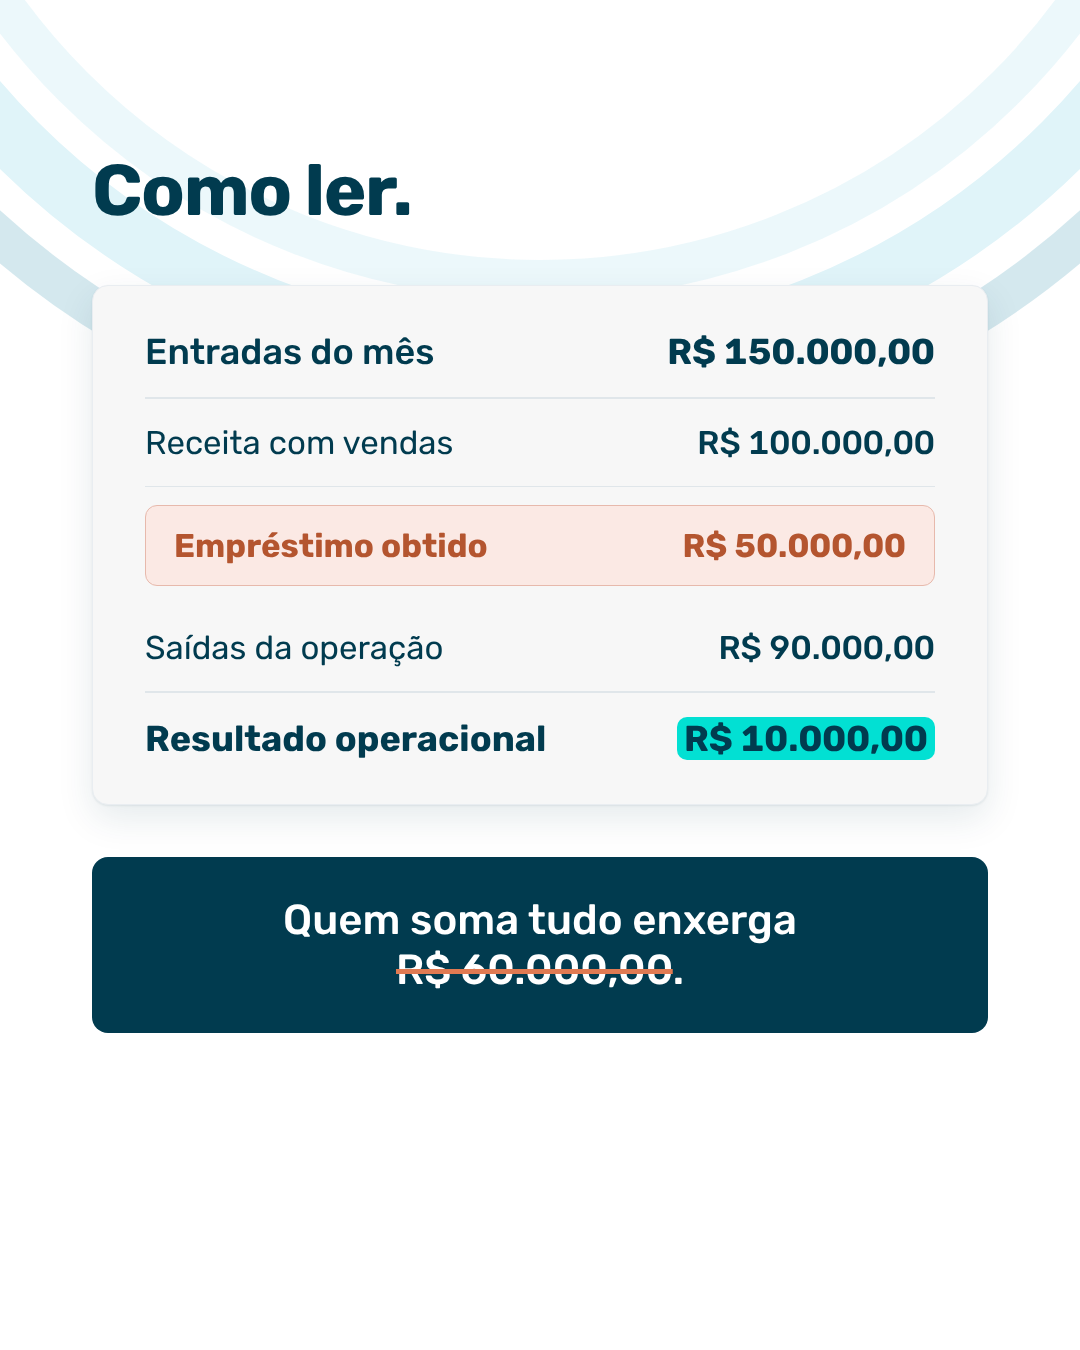 Como ler.
Entradas do mês R$ 150.000,00
Receita com vendas R$ 100.000,00
Empréstimo obtido R$ 50.000,00
Saídas da operação R$ 90.000,00
Resultado operacional R$ 10.000,00
Quem soma tudo enxerga
R$ 60.000,00.